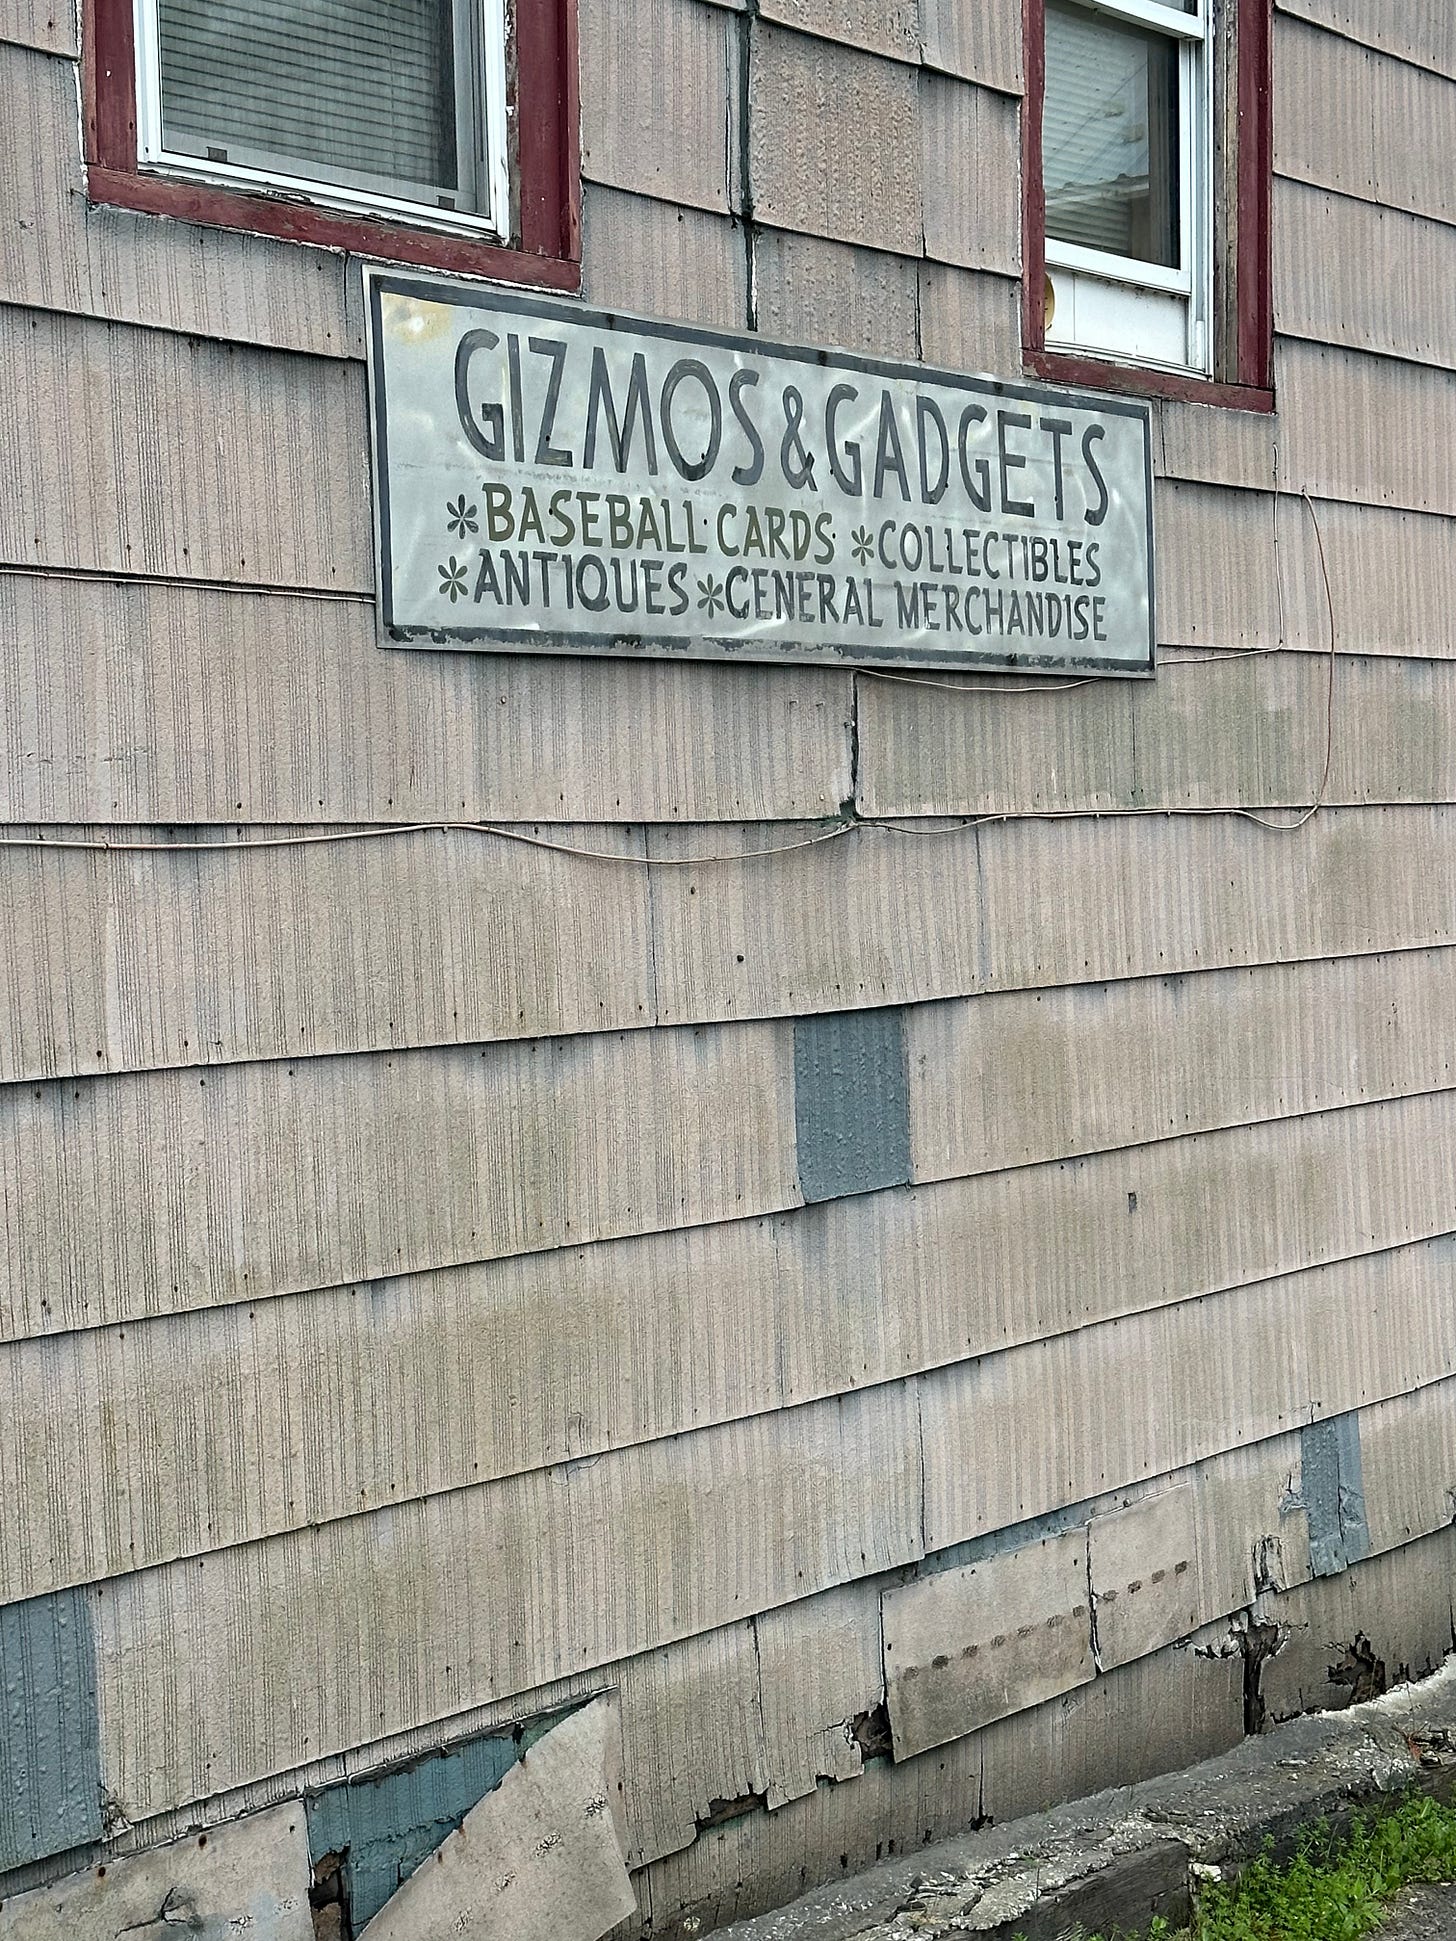 GIZMOS & GADGETS
*BASEBALL CARDS *COLLECTIBLES
*ANTIQUES *GENERAL MERCHANDISE